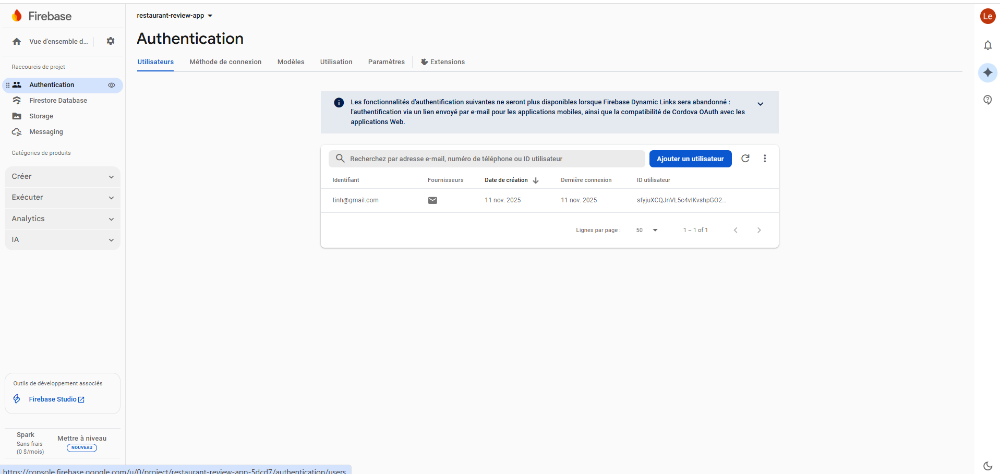 Firebase
restaurant-review-app
Le
Vue d'ensemble d...
Authentication
Utilisateurs
Méthode de connexion
Modèles
Utilisation
Paramètres
Extensions
Raccourcis de projet
Authentication
Firestore Database
Storage
Messaging
Catégories de produits
Créer
Exécuter
Analytics
IA
Les fonctionnalités d'authentification suivantes ne seront plus disponibles lorsque Firebase Dynamic Links sera abandonné :
l'authentification via un lien envoyé par e-mail pour les applications mobiles, ainsi que la compatibilité de Cordova OAuth avec les
applications Web.
Recherchez par adresse e-mail, numéro de téléphone ou ID utilisateur
Ajouter un utilisateur
Identifiant
Fournisseurs
Date de création
Dernière connexion
ID utilisateur
tinh@gmail.com
11 nov. 2025
11 nov. 2025
sfyjuXCQJnVL5c4vlKvshpGO2...
Lignes par page :
50
1 – 1 of 1
Outils de développement associés
Firebase Studio
Spark
Sans frais
(0 $/mois)
Mettre à niveau
NOUVEAU
https://console.firebase.google.com/u/0/project/restaurant-review-app-5dcd7/authentication/users